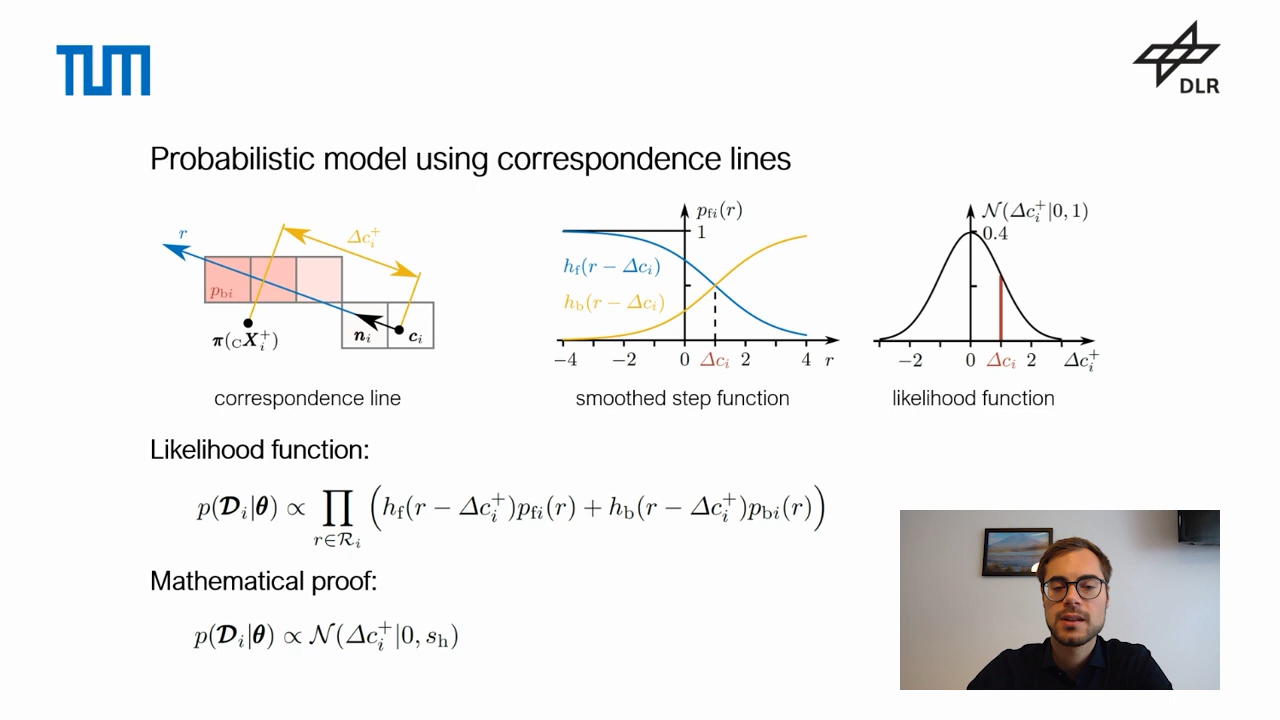 TUM
DLR
Probabilistic model using correspondence lines
r
Δc_i^+
p_bi
π(_C X_i^+)
n_i
c_i
correspondence line
p_fi(r)
1
h_f(r − Δc_i)
h_b(r − Δc_i)
−4 −2 0 Δc_i 2 4 r
smoothed step function
𝒩(Δc_i^+|0, 1)
0.4
−2 0 Δc_i 2 Δc_i^+
likelihood function
Likelihood function:
p(𝓓_i|θ) ∝ ∏_{r∈ℛ_i} (h_f(r − Δc_i^+)p_fi(r) + h_b(r − Δc_i^+)p_bi(r))
Mathematical proof:
p(𝓓_i|θ) ∝ 𝒩(Δc_i^+|0, s_h)